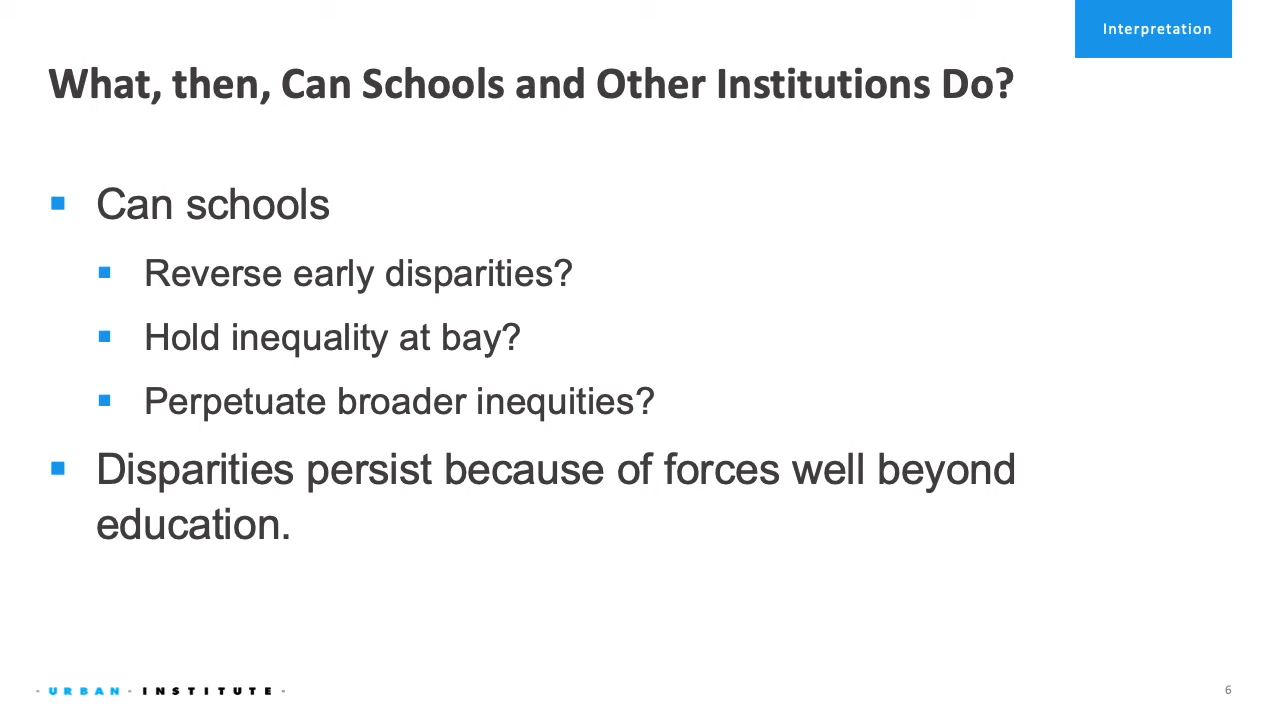 Interpretation
What, then, Can Schools and Other Institutions Do?
Can schools
Reverse early disparities?
Hold inequality at bay?
Perpetuate broader inequities?
Disparities persist because of forces well beyond
education.
· URBAN · INSTITUTE ·
6